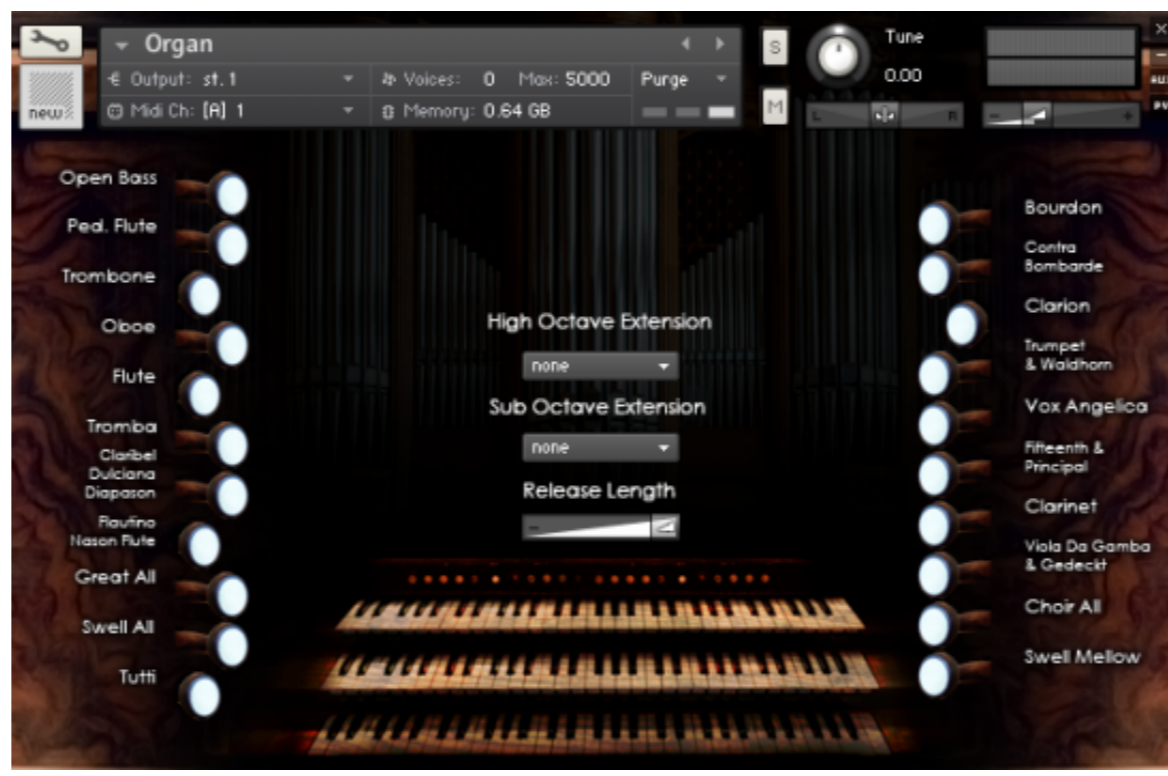 Organ
S
Tune
Output: st.1
Voices: 0 Max: 5000
Purge
0.00
new
Midi Ch: [A] 1
Memory: 0.64 GB
M
L
R
Open Bass
Ped. Flute
Trombone
Oboe
Flute
Tromba
Claribel
Dulciana
Diapason
Flautino
Nason Flute
Great All
Swell All
Tutti
High Octave Extension
none
Sub Octave Extension
none
Release Length
Bourdon
Contra
Bombarde
Clarion
Trumpet
& Waldhorn
Vox Angelica
Fifteenth &
Principal
Clarinet
Viola Da Gamba
& Gedeckt
Choir All
Swell Mellow